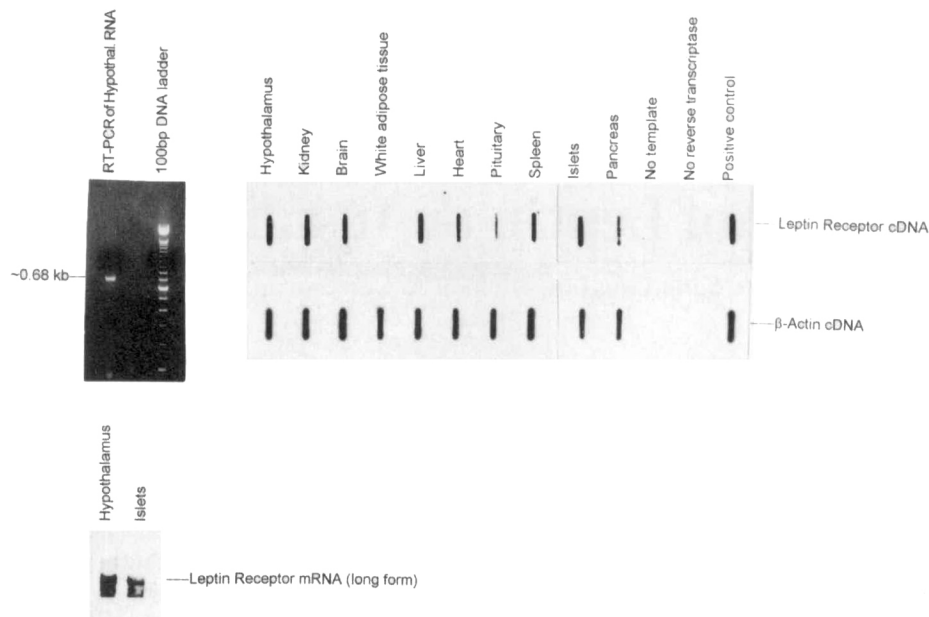 RT-PCR of Hypothal. RNA
100bp DNA ladder
~0.68 kb
Hypothalamus
Kidney
Brain
White adipose tissue
Liver
Heart
Pituitary
Spleen
Islets
Pancreas
No template
No reverse transcriptase
Positive control
Leptin Receptor cDNA
β-Actin cDNA
Hypothalamus
Islets
Leptin Receptor mRNA (long form)